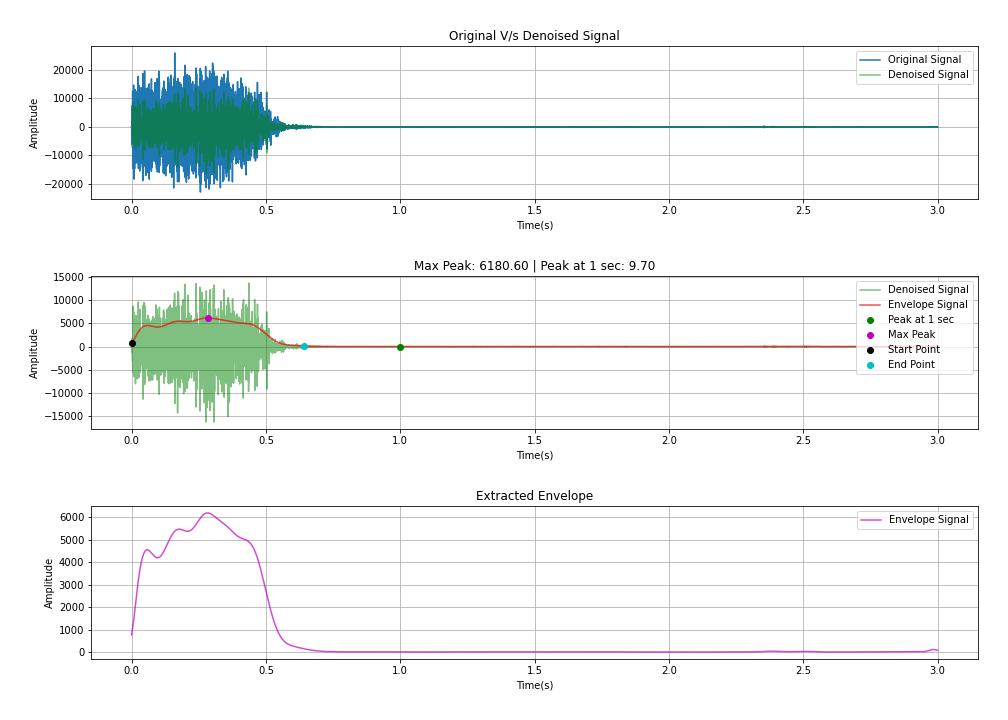 Original V/s Denoised Signal
Amplitude
20000
10000
0
−10000
−20000
Original Signal
Denoised Signal
0.0 0.5 1.0 1.5 2.0 2.5 3.0
Time(s)
Max Peak: 6180.60 | Peak at 1 sec: 9.70
Amplitude
15000
10000
5000
0
−5000
−10000
−15000
Denoised Signal
Envelope Signal
Peak at 1 sec
Max Peak
Start Point
End Point
0.0 0.5 1.0 1.5 2.0 2.5 3.0
Time(s)
Extracted Envelope
Amplitude
6000
5000
4000
3000
2000
1000
0
Envelope Signal
0.0 0.5 1.0 1.5 2.0 2.5 3.0
Time(s)